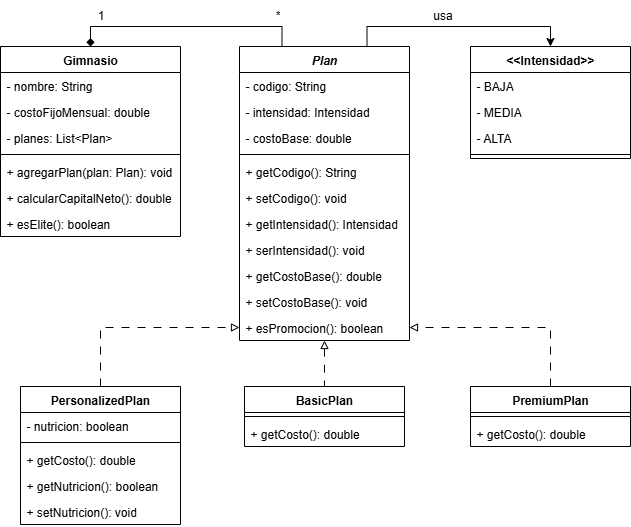 1
*
usa
Gimnasio
- nombre: String
- costoFijoMensual: double
- planes: List<Plan>
+ agregarPlan(plan: Plan): void
+ calcularCapitalNeto(): double
+ esElite(): boolean
Plan
- codigo: String
- intensidad: Intensidad
- costoBase: double
+ getCodigo(): String
+ setCodigo(): void
+ getIntensidad(): Intensidad
+ serIntensidad(): void
+ getCostoBase(): double
+ setCostoBase(): void
+ esPromocion(): boolean
<<Intensidad>>
- BAJA
- MEDIA
- ALTA
PersonalizedPlan
- nutricion: boolean
+ getCosto(): double
+ getNutricion(): boolean
+ setNutricion(): void
BasicPlan
+ getCosto(): double
PremiumPlan
+ getCosto(): double